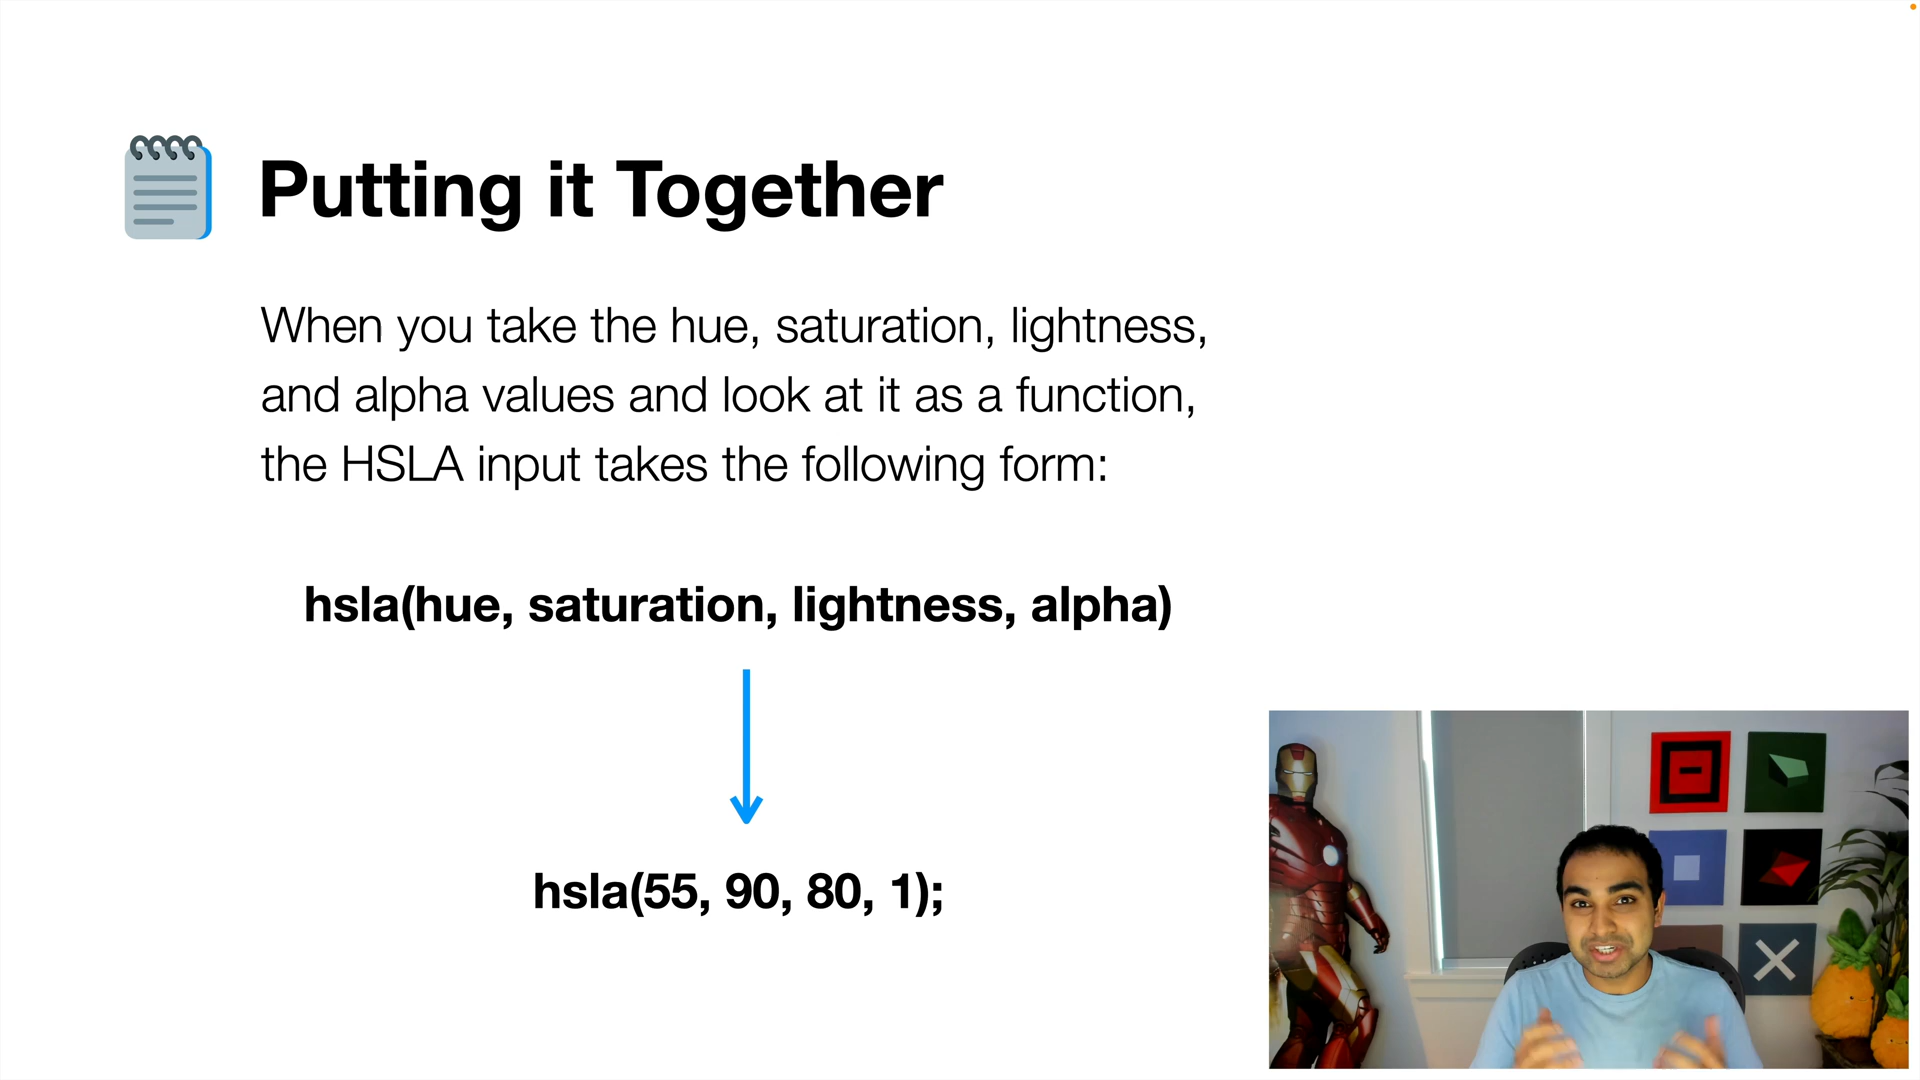 Putting it Together
When you take the hue, saturation, lightness,
and alpha values and look at it as a function,
the HSLA input takes the following form:
hsla(hue, saturation, lightness, alpha)
hsla(55, 90, 80, 1);